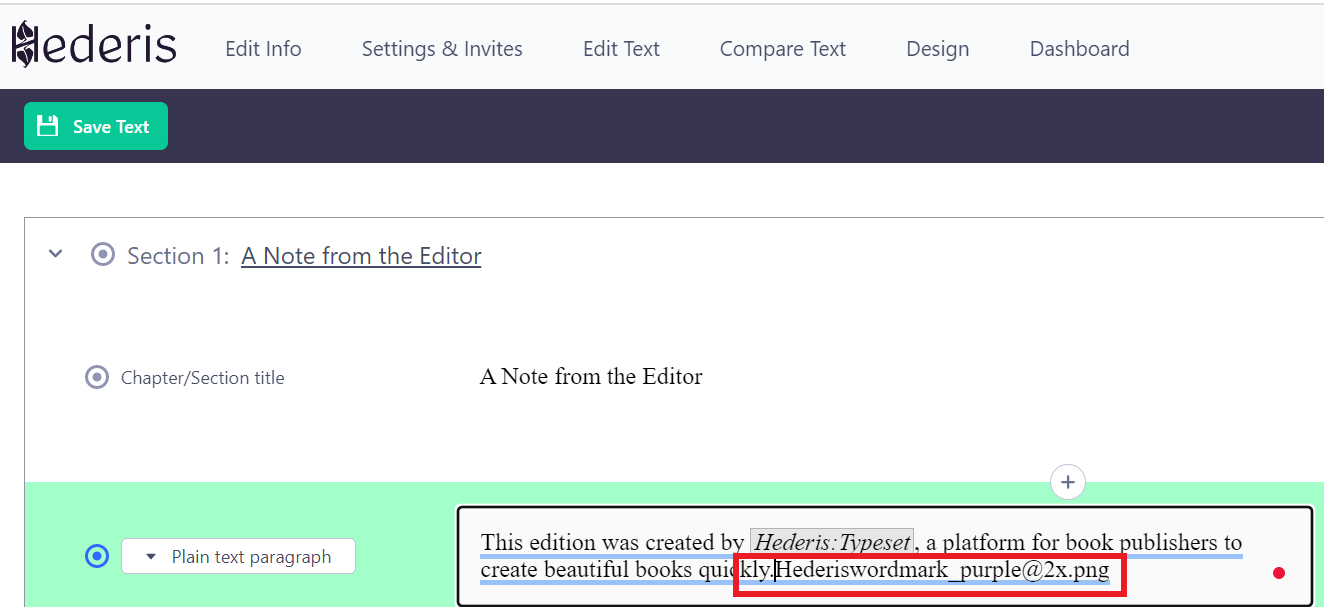 Hederis Edit Info Settings & Invites Edit Text Compare Text Design Dashboard
Save Text
Section 1: A Note from the Editor
Chapter/Section title A Note from the Editor
+
Plain text paragraph
This edition was created by Hederis:Typeset, a platform for book publishers to
create beautiful books quickly.Hederiswordmark_purple@2x.png